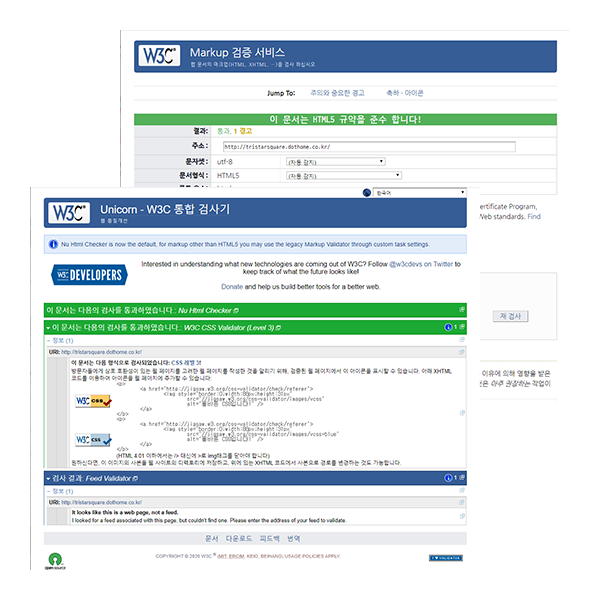 W3C® Markup 검증 서비스
웹 문서의 마크업(HTML, XHTML, …)을 검사 하십시오
Jump To: 주의와 중요한 경고 축하 · 아이콘
이 문서는 HTML5 규약을 준수 합니다!
결과: 통과, 1 경고
주소 : http://tristarsquare.dothome.co.kr/
문자셋 : utf-8 (자동 감지)
문서형식 : HTML5 (자동 감지)
ertificate Program,
Web standards. Find
재 검사
이유에 의해 영향을 받은
은 아주 권장하는 작업이
한국어
W3C® Unicorn - W3C 통합 검사기
웹 품질개선
Nu Html Checker is now the default, for markup other than HTML5 you may use the legacy Markup Validator through custom task settings.
W3C DEVELOPERS
Interested in understanding what new technologies are coming out of W3C? Follow @w3cdevs on Twitter to
keep track of what the future looks like!
Donate and help us build better tools for a better web.
이 문서는 다음의 검사를 통과하였습니다.: Nu Html Checker
이 문서는 다음의 검사를 통과하였습니다.: W3C CSS Validator (Level 3) 1
정보 (1)
URI: http://tristarsquare.dothome.co.kr/
이 문서는 다음 형식으로 검사되었습니다: CSS 레벨 3!
방문자들에게 상호 호환성이 있는 웹 페이지를 고려한 웹 페이지를 작성한 것을 알리기 위해, 검증된 웹 페이지에서 이 아이콘을 표시할 수 있습니다. 아래 XHTML
코드를 이용하여 아이콘을 웹 페이지에 추가할 수 있습니다:
W3C css
<p>
<a href="http://jigsaw.w3.org/css-validator/check/referer">
<img style="border:0;width:88px;height:31px"
src="http://jigsaw.w3.org/css-validator/images/vcss"
alt="올바른 CSS입니다!" />
</a>
</p>
W3C css
<p>
<a href="http://jigsaw.w3.org/css-validator/check/referer">
<img style="border:0;width:88px;height:31px"
src="http://jigsaw.w3.org/css-validator/images/vcss-blue"
alt="올바른 CSS입니다!" />
</a>
</p>
(HTML 4.01 이하에서는 /> 대신에 >로 img태그를 닫아야 합니다)
원하신다면, 이 이미지의 사본을 웹 사이트의 디렉토리에 저장하고, 위에 있는 XHTML 코드에서 사본으로 경로를 변경하는 것도 가능합니다.
검사 결과: Feed Validator 1
정보 (1)
URI: http://tristarsquare.dothome.co.kr/
It looks like this is a web page, not a feed.
I looked for a feed associated with this page, but couldn't find one. Please enter the address of your feed to validate.
문서 다운로드 피드백 번역
open source
COPYRIGHT © 2020 W3C ® (MIT, ERCIM, KEIO, BEIHANG) USAGE POLICIES APPLY.
I ♥ VALIDATOR